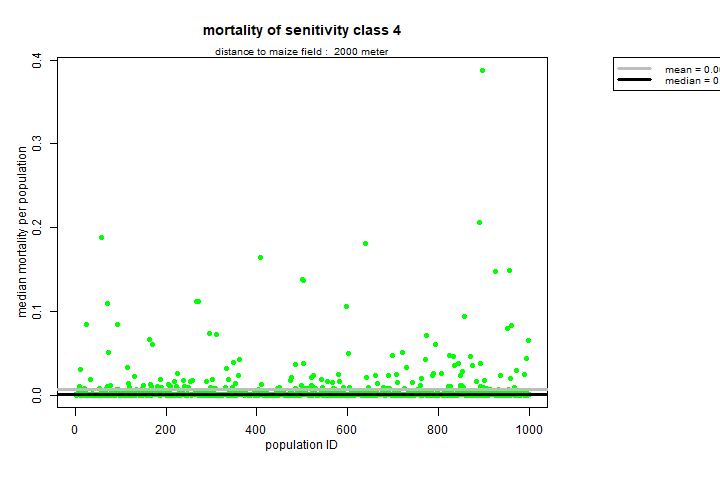 mortality of senitivity class 4
distance to maize field : 2000 meter
mean = 0.00
median = 0
median mortality per population
0.4
0.3
0.2
0.1
0.0
0 200 400 600 800 1000
population ID